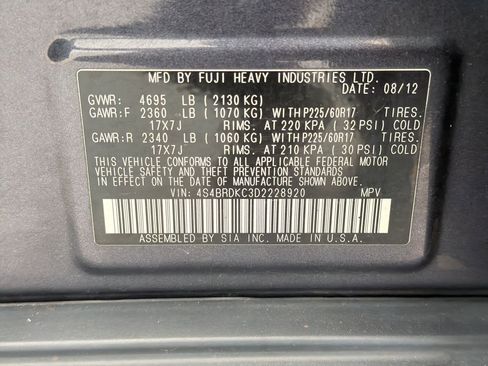 MFD BY FUJI HEAVY INDUSTRIES LTD.
DATE: 08/12
GVWR: 4695 LB ( 2130 KG)
GAWR:F 2360 LB ( 1070 KG) WITH P225/60R17 TIRES.
17X7J RIMS. AT 220 KPA ( 32 PSI) COLD
GAWR:R 2340 LB ( 1060 KG) WITH P225/60R17 TIRES.
17X7J RIMS. AT 210 KPA ( 30 PSI) COLD
THIS VEHICLE CONFORMS TO ALL APPLICABLE FEDERAL MOTOR
VEHICLE SAFETY AND THEFT PREVENTION STANDARDS
IN EFFECT ON THE DATE OF MANUFACTURE SHOWN ABOVE.
VIN: 4S4BRDKC3D2228920 MPV
ASSEMBLED BY SIA INC. MADE IN U.S.A.